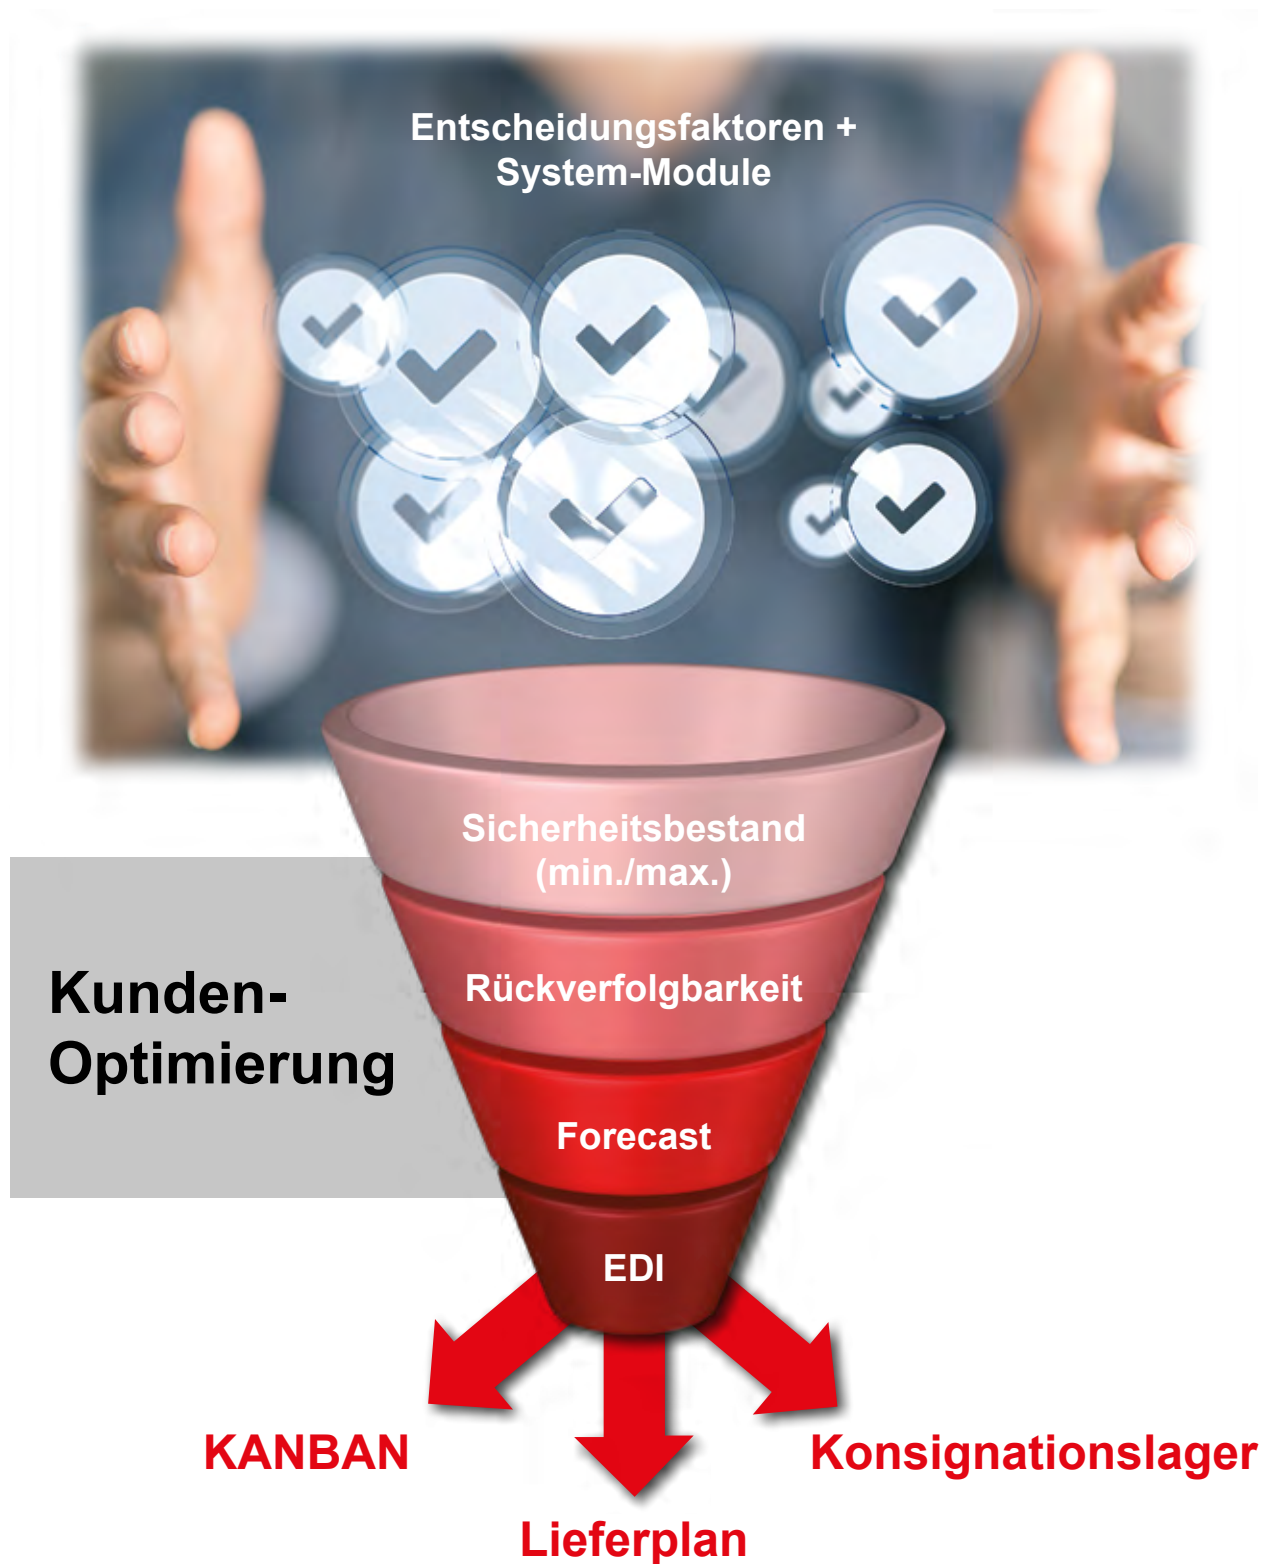 Entscheidungsfaktoren +
System-Module
Sicherheitsbestand
(min./max.)
Kunden-
Optimierung
Rückverfolgbarkeit
Forecast
EDI
KANBAN
Konsignationslager
Lieferplan